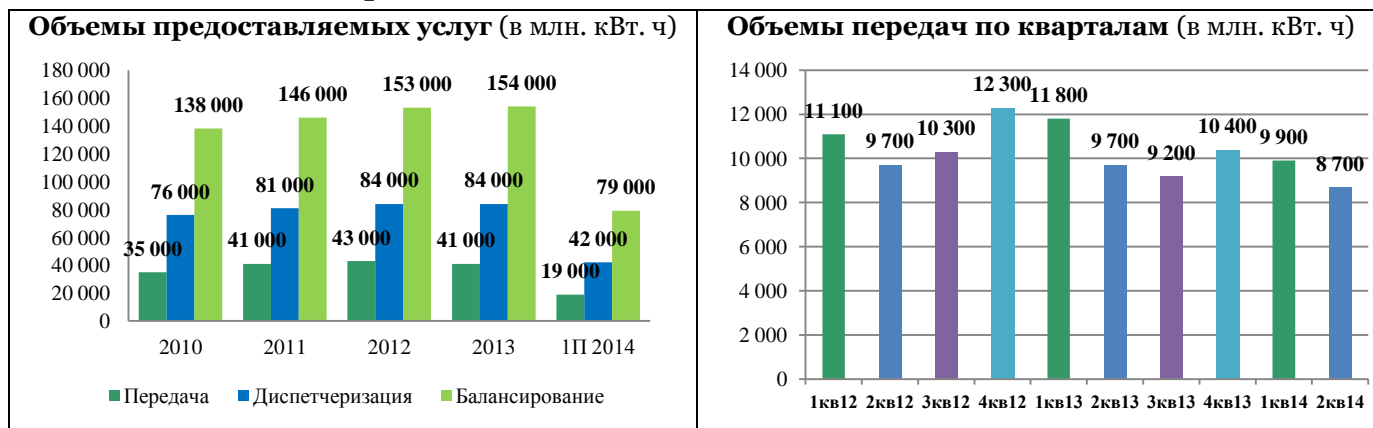 Объемы предоставляемых услуг (в млн. кВт. ч)
180 000
160 000
140 000
120 000
100 000
80 000
60 000
40 000
20 000
0
35 000
76 000
138 000
41 000
81 000
146 000
43 000
84 000
153 000
41 000
84 000
154 000
19 000
42 000
79 000
2010
2011
2012
2013
1П 2014
Передача
Диспетчеризация
Балансирование
Объемы передач по кварталам (в млн. кВт. ч)
14 000
12 000
10 000
8 000
6 000
4 000
2 000
0
11 100
9 700
10 300
12 300
11 800
9 700
9 200
10 400
9 900
8 700
1кв12
2кв12
3кв12
4кв12
1кв13
2кв13
3кв13
4кв13
1кв14
2кв14